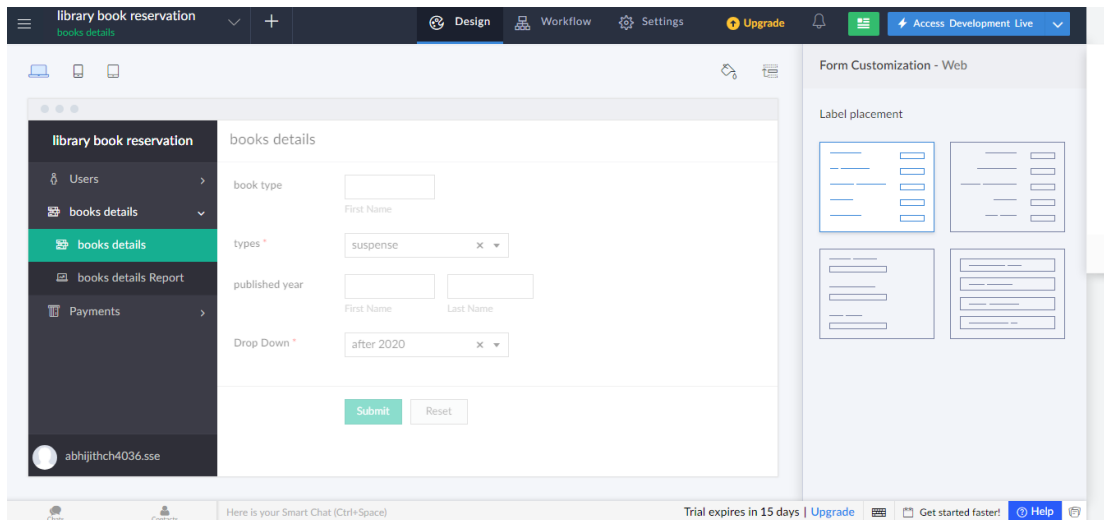 library book reservation
books details
Design
Workflow
Settings
Upgrade
Access Development Live
Form Customization - Web
Label placement
library book reservation
Users
books details
books details
books details Report
Payments
abhijithch4036.sse
books details
book type
First Name
types *
suspense
published year
First Name
Last Name
Drop Down *
after 2020
Submit
Reset
Chats
Contacts
Here is your Smart Chat (Ctrl+Space)
Trial expires in 15 days | Upgrade
Get started faster!
Help